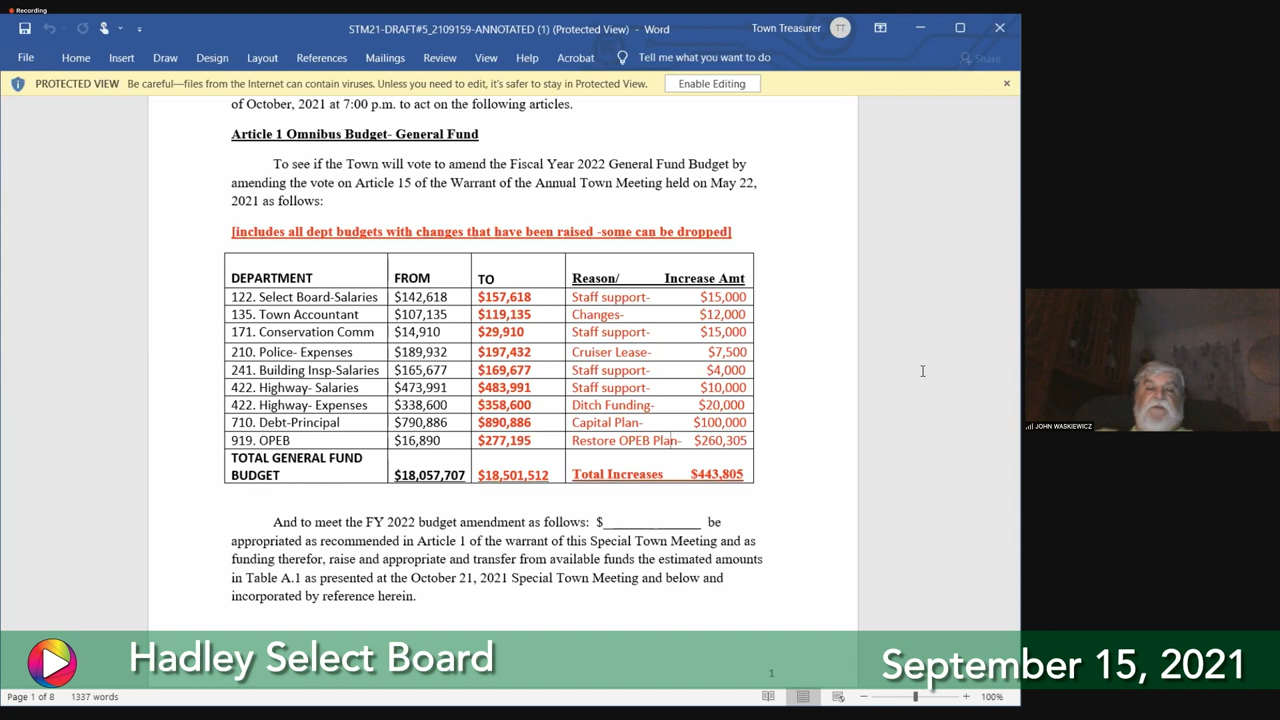 Recording
STM21-DRAFT#5_2109159-ANNOTATED (1) (Protected View) - Word
Town Treasurer
TT
File Home Insert Draw Design Layout References Mailings Review View Help Acrobat Tell me what you want to do
Share
PROTECTED VIEW Be careful—files from the Internet can contain viruses. Unless you need to edit, it's safer to stay in Protected View. Enable Editing
of October, 2021 at 7:00 p.m. to act on the following articles.
Article 1 Omnibus Budget- General Fund
To see if the Town will vote to amend the Fiscal Year 2022 General Fund Budget by
amending the vote on Article 15 of the Warrant of the Annual Town Meeting held on May 22,
2021 as follows:
[includes all dept budgets with changes that have been raised -some can be dropped]
DEPARTMENT FROM TO Reason/ Increase Amt
122. Select Board-Salaries $142,618 $157,618 Staff support- $15,000
135. Town Accountant $107,135 $119,135 Changes- $12,000
171. Conservation Comm $14,910 $29,910 Staff support- $15,000
210. Police- Expenses $189,932 $197,432 Cruiser Lease- $7,500
241. Building Insp-Salaries $165,677 $169,677 Staff support- $4,000
422. Highway- Salaries $473,991 $483,991 Staff support- $10,000
422. Highway- Expenses $338,600 $358,600 Ditch Funding- $20,000
710. Debt-Principal $790,886 $890,886 Capital Plan- $100,000
919. OPEB $16,890 $277,195 Restore OPEB Plan- $260,305
TOTAL GENERAL FUND
BUDGET $18,057,707 $18,501,512 Total Increases $443,805
And to meet the FY 2022 budget amendment as follows: $______________ be
appropriated as recommended in Article 1 of the warrant of this Special Town Meeting and as
funding therefor, raise and appropriate and transfer from available funds the estimated amounts
in Table A.1 as presented at the October 21, 2021 Special Town Meeting and below and
incorporated by reference herein.
JOHN WASKIEWICZ
Hadley Select Board
September 15, 2021
1
Page 1 of 8 1337 words
100%